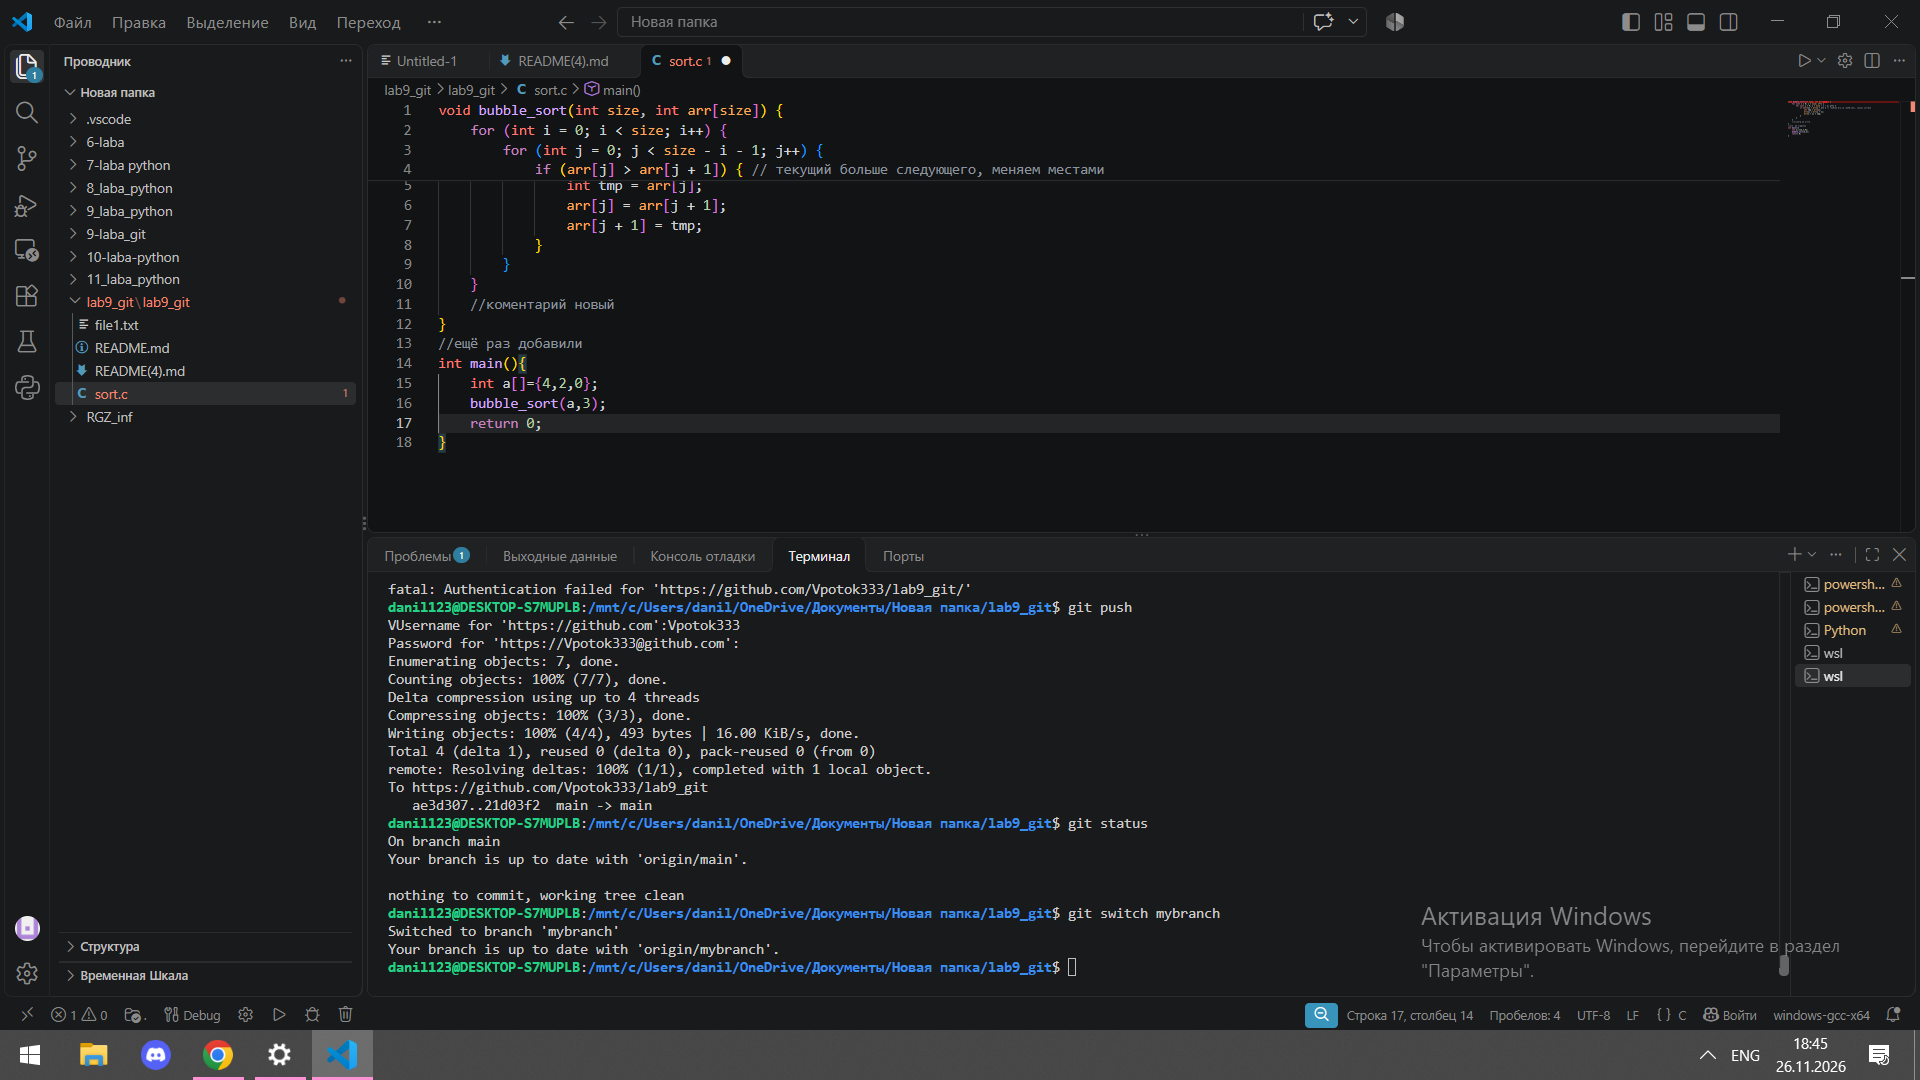 Файл Правка Выделение Вид Переход ··· Новая папка
Проводник ···
Новая папка
.vscode
6-laba
7-laba python
8_laba_python
9_laba_python
9-laba_git
10-laba-python
11_laba_python
lab9_git\lab9_git
file1.txt
README.md
README(4).md
sort.c 1
RGZ_inf
Структура
Временная Шкала
Untitled-1 README(4).md sort.c 1
lab9_git > lab9_git > C sort.c > main()
1 void bubble_sort(int size, int arr[size]) {
2 for (int i = 0; i < size; i++) {
3 for (int j = 0; j < size - i - 1; j++) {
4 if (arr[j] > arr[j + 1]) { // текущий больше следующего, меняем местами
5 int tmp = arr[j];
6 arr[j] = arr[j + 1];
7 arr[j + 1] = tmp;
8 }
9 }
10 }
11 //коментарий новый
12 }
13 //ещё раз добавили
14 int main(){
15 int a[]={4,2,0};
16 bubble_sort(a,3);
17 return 0;
18 }
Проблемы 1 Выходные данные Консоль отладки Терминал Порты
fatal: Authentication failed for 'https://github.com/Vpotok333/lab9_git/'
danil123@DESKTOP-S7MUPLB:/mnt/c/Users/danil/OneDrive/Документы/Новая папка/lab9_git$ git push
VUsername for 'https://github.com':Vpotok333
Password for 'https://Vpotok333@github.com':
Enumerating objects: 7, done.
Counting objects: 100% (7/7), done.
Delta compression using up to 4 threads
Compressing objects: 100% (3/3), done.
Writing objects: 100% (4/4), 493 bytes | 16.00 KiB/s, done.
Total 4 (delta 1), reused 0 (delta 0), pack-reused 0 (from 0)
remote: Resolving deltas: 100% (1/1), completed with 1 local object.
To https://github.com/Vpotok333/lab9_git
ae3d307..21d03f2 main -> main
danil123@DESKTOP-S7MUPLB:/mnt/c/Users/danil/OneDrive/Документы/Новая папка/lab9_git$ git status
On branch main
Your branch is up to date with 'origin/main'.
nothing to commit, working tree clean
danil123@DESKTOP-S7MUPLB:/mnt/c/Users/danil/OneDrive/Документы/Новая папка/lab9_git$ git switch mybranch
Switched to branch 'mybranch'
Your branch is up to date with 'origin/mybranch'.
danil123@DESKTOP-S7MUPLB:/mnt/c/Users/danil/OneDrive/Документы/Новая папка/lab9_git$
powersh...
powersh...
Python
wsl
wsl
Активация Windows
Чтобы активировать Windows, перейдите в раздел
"Параметры".
1 0 Debug Строка 17, столбец 14 Пробелов: 4 UTF-8 LF {} C Войти windows-gcc-x64
ENG
18:45
26.11.2026